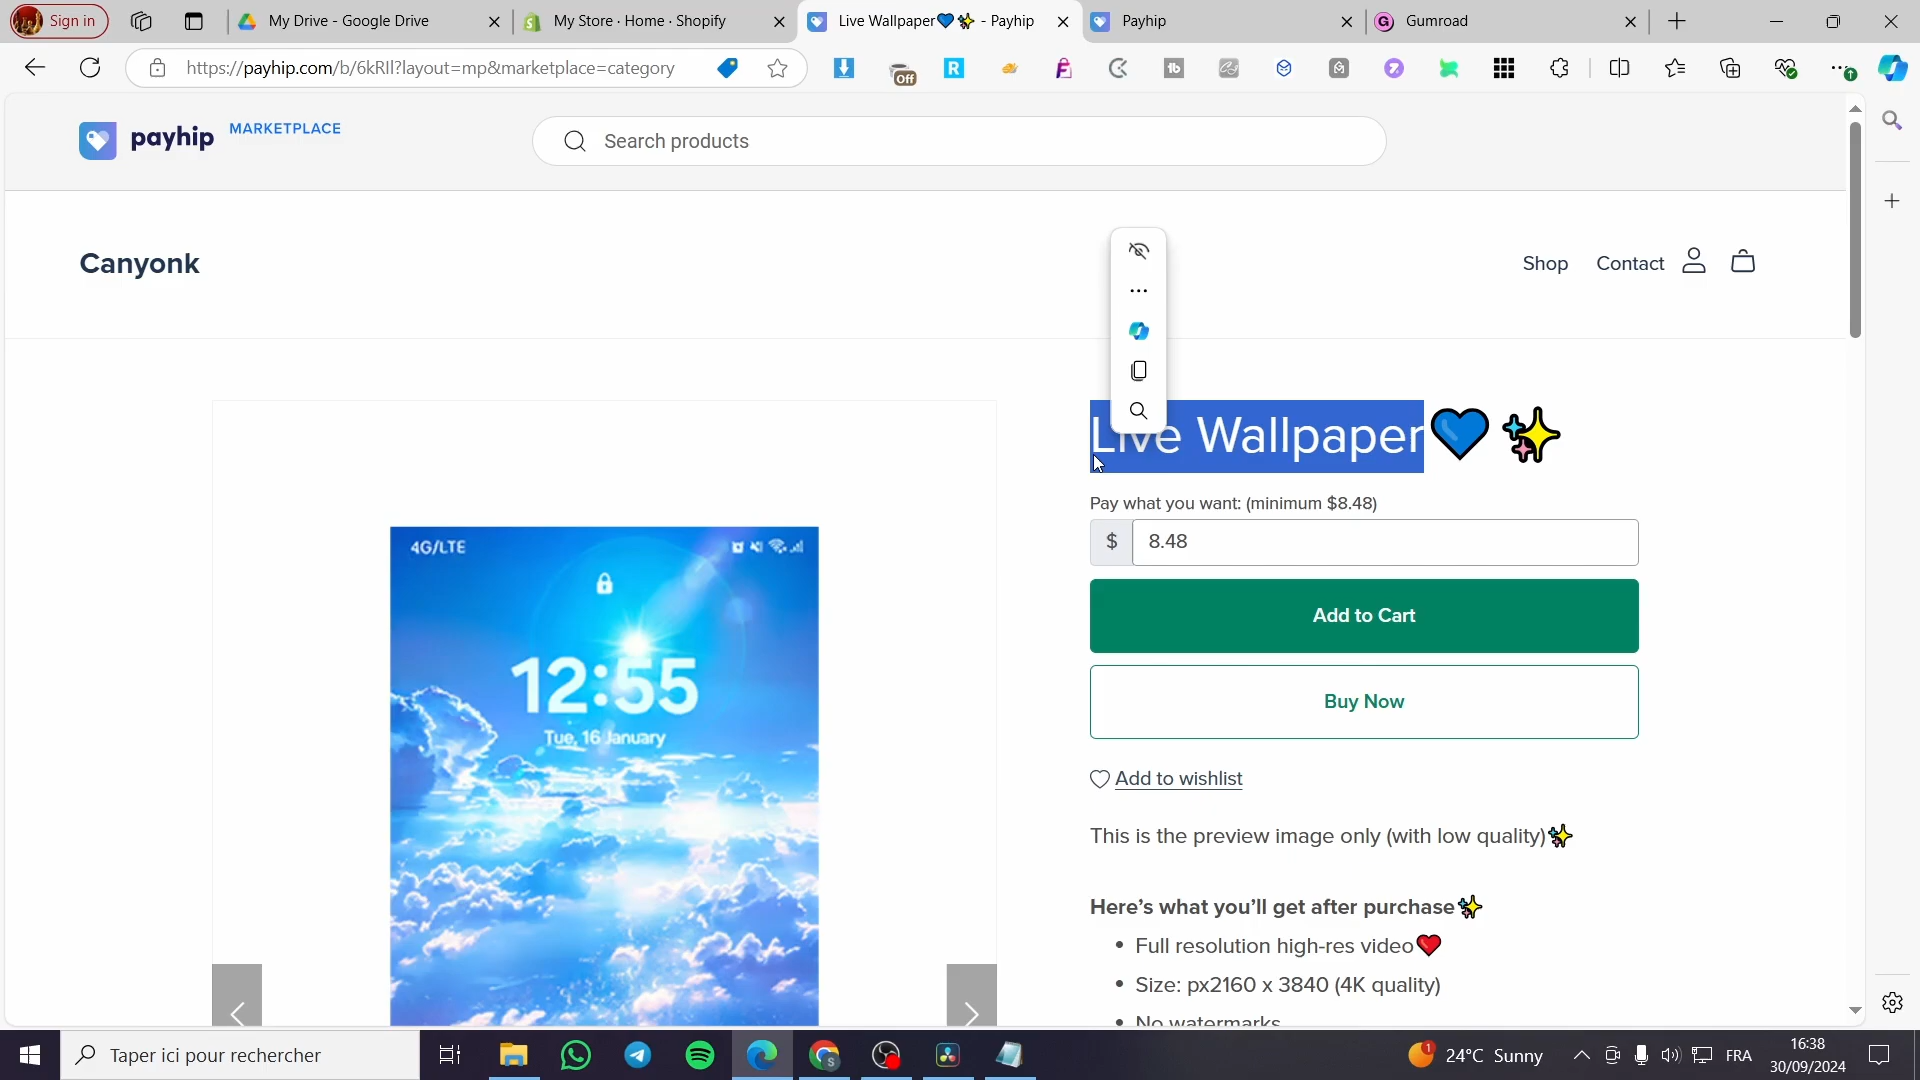 Sign in
My Drive - Google Drive
My Store · Home · Shopify
Live Wallpaper💙✨ - Payhip
Payhip
Gumroad
https://payhip.com/b/6kRIl?layout=mp&marketplace=category
Off
payhip MARKETPLACE
Search products
Canyonk
Shop
Contact
Live Wallpaper💙✨
Pay what you want: (minimum $8.48)
$ 8.48
Add to Cart
Buy Now
Add to wishlist
This is the preview image only (with low quality)✨
Here's what you'll get after purchase✨
• Full resolution high-res video❤️
• Size: px2160 x 3840 (4K quality)
• No watermarks
4G/LTE
12:55
Tue, 16 January
Taper ici pour rechercher
1
24°C Sunny
FRA
16:38
30/09/2024